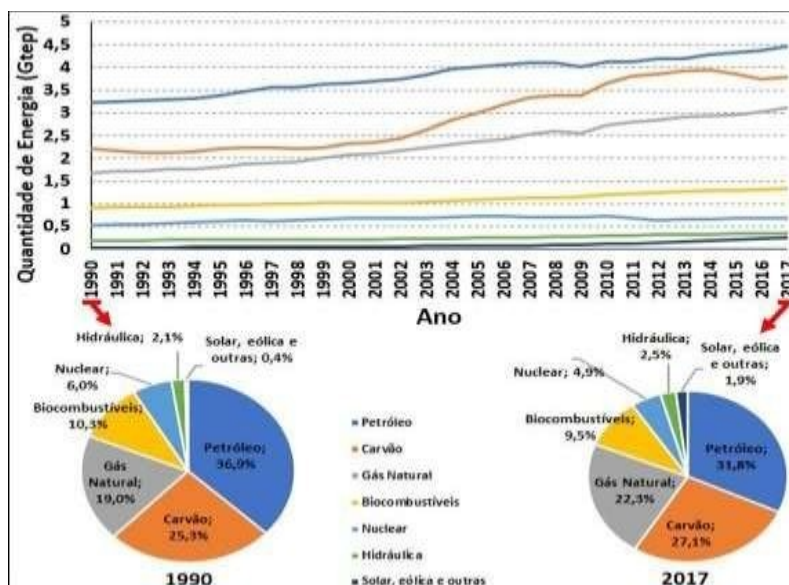 Quantidade de Energia (Gtep)
5
4,5
4
3,5
3
2,5
2
1,5
1
0,5
0
1990
1991
1992
1993
1994
1995
1996
1997
1998
1999
2000
2001
2002
2003
2004
2005
2006
2007
2008
2009
2010
2011
2012
2013
2014
2015
2016
2017
Ano
Hidráulica; 2,1%
Solar, eólica e
outras; 0,4%
Nuclear;
6,0%
Biocombustíveis;
10,3%
Petróleo;
36,9%
Gás
Natural;
19,0%
Carvão;
25,3%
1990
Petróleo
Carvão
Gás Natural
Biocombustíveis
Nuclear
Hidráulica
Solar, eólica e outras
Hidráulica;
2,5%
Solar, eólica
e outras;
1,9%
Nuclear; 4,9%
Biocombustíveis;
9,5%
Petróleo;
31,8%
Gás Natural;
22,3%
Carvão;
27,1%
2017